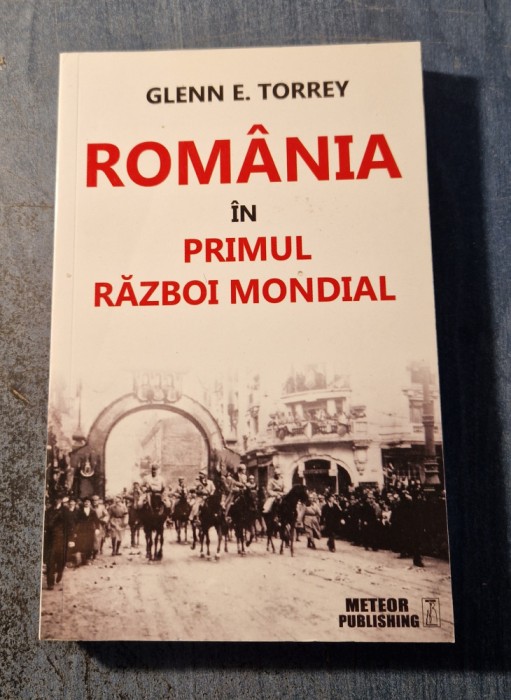 GLENN E. TORREY
ROMÂNIA
ÎN
PRIMUL
RĂZBOI MONDIAL
METEOR
PUBLISHING